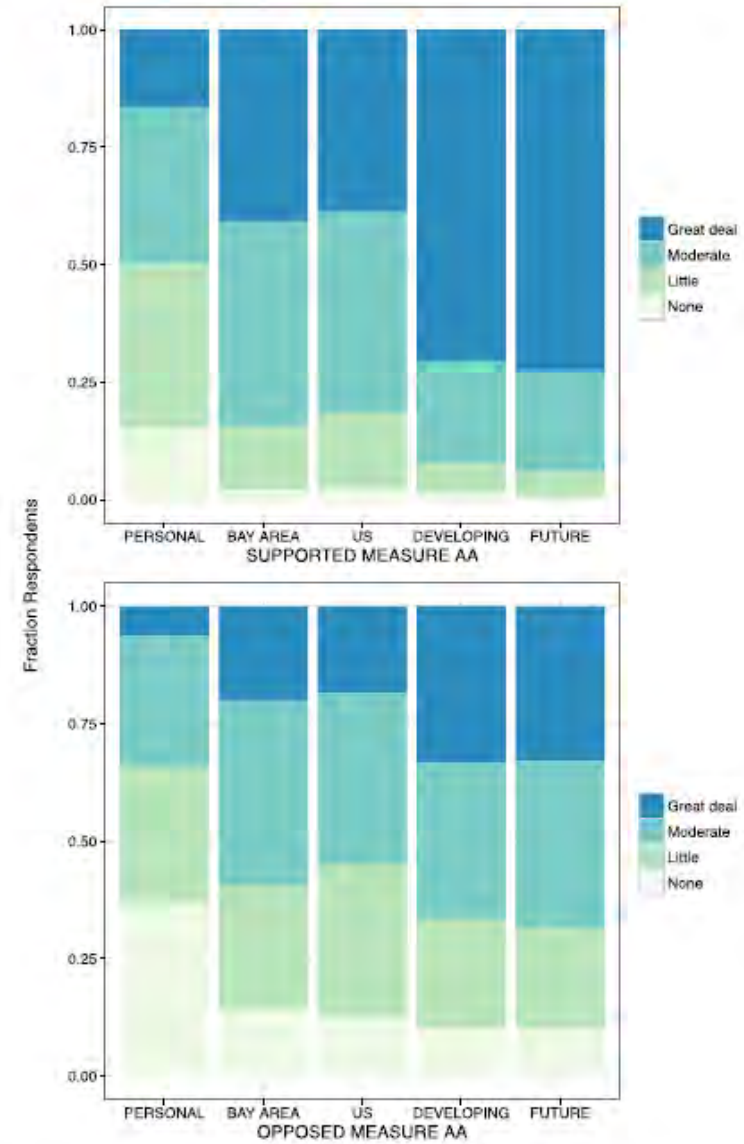 1.00
0.75
0.50
0.25
0.00
PERSONAL BAY AREA US DEVELOPING FUTURE
SUPPORTED MEASURE AA
Great deal
Moderate
Little
None
Fraction Respondents
1.00
0.75
0.50
0.25
0.00
PERSONAL BAY AREA US DEVELOPING FUTURE
OPPOSED MEASURE AA
Great deal
Moderate
Little
None